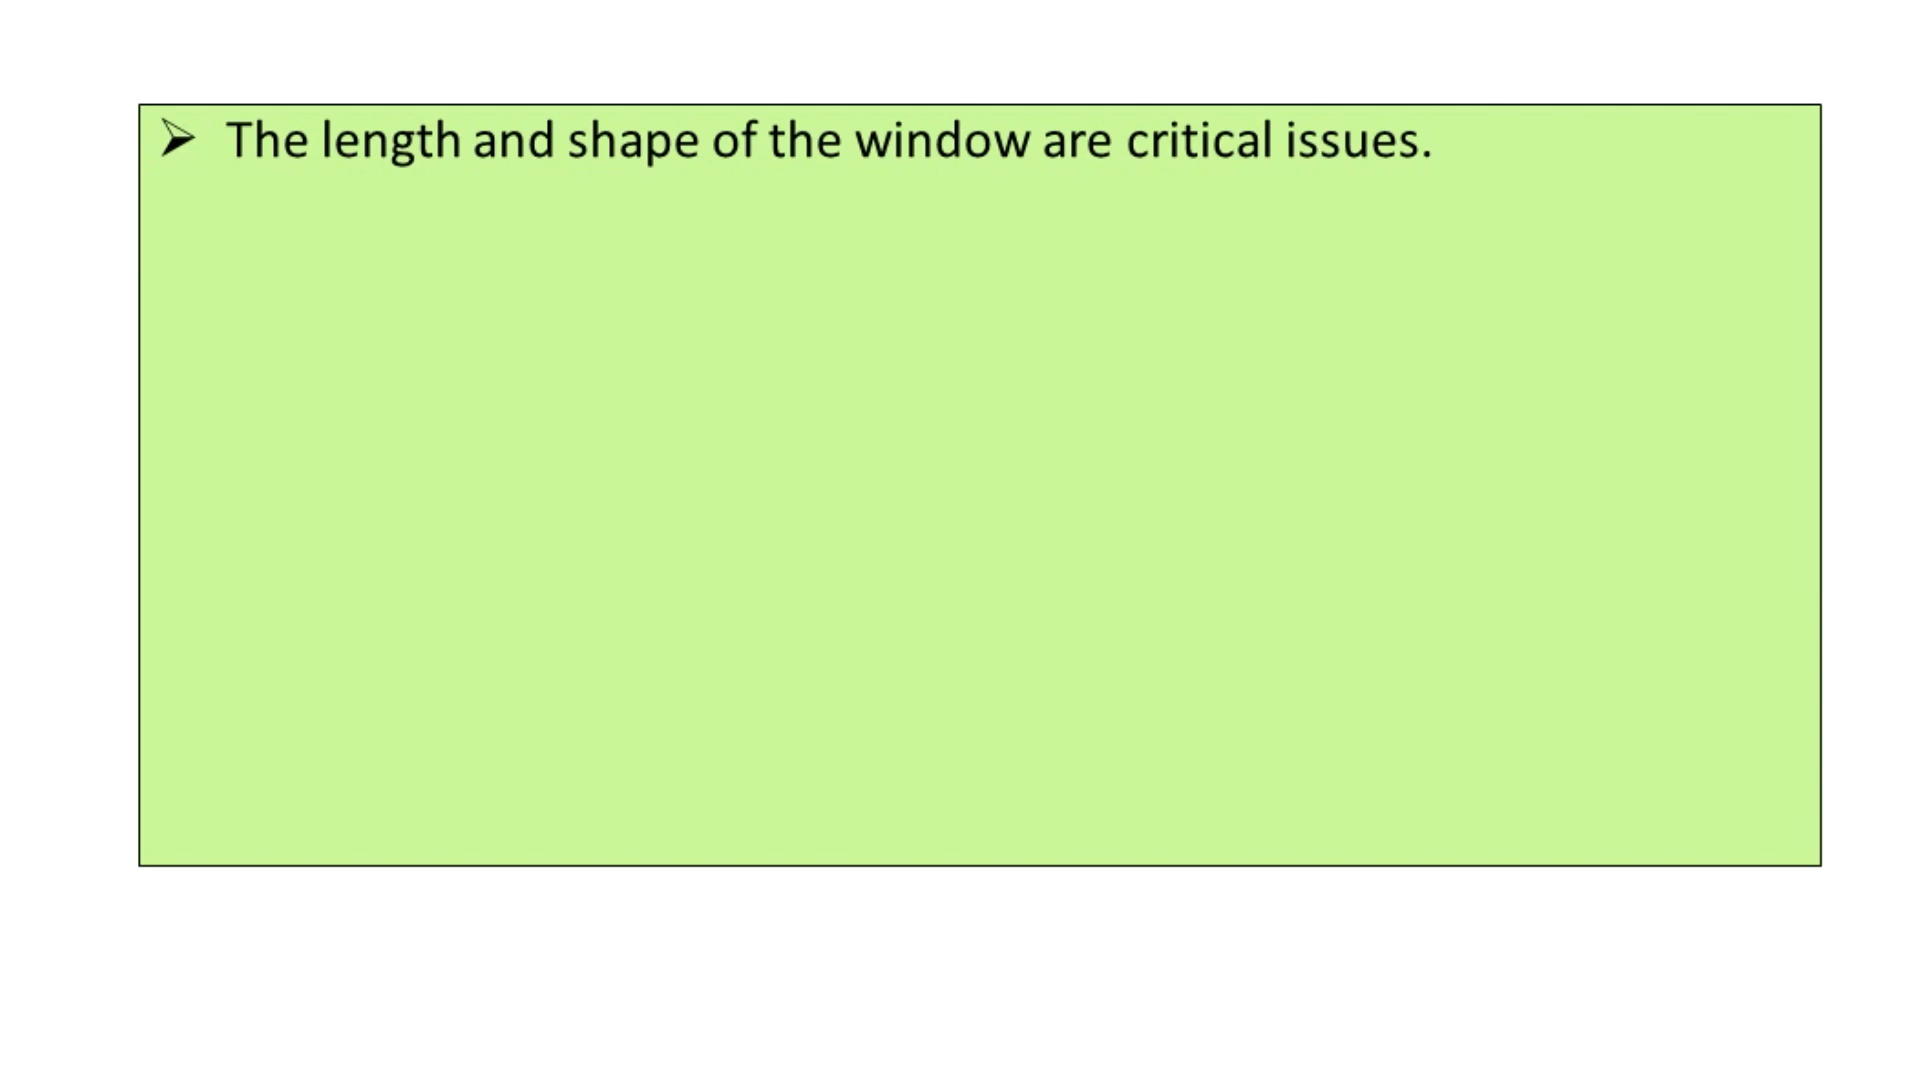 ➢ The length and shape of the window are critical issues.